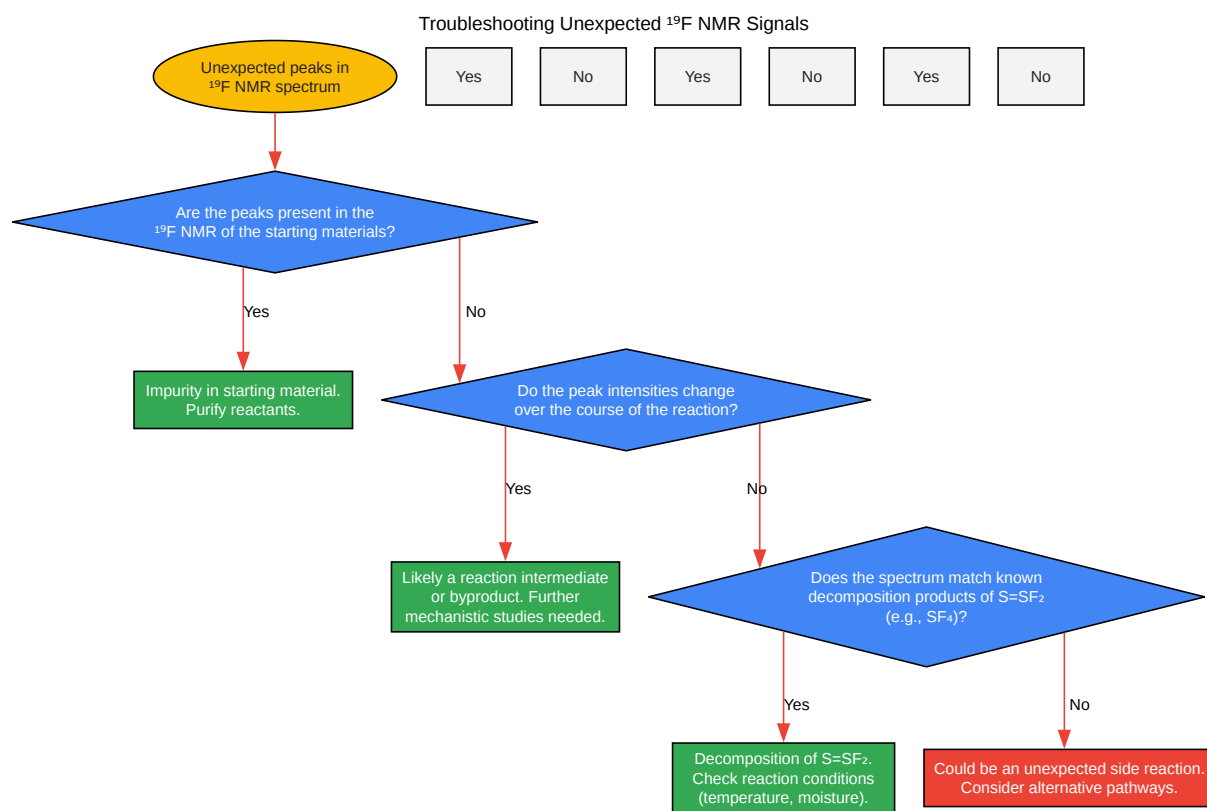 Troubleshooting Unexpected ¹⁹F NMR Signals
Unexpected peaks in
¹⁹F NMR spectrum
Yes
No
Yes
No
Yes
No
Are the peaks present in the
¹⁹F NMR of the starting materials?
Yes
No
Impurity in starting material.
Purify reactants.
Do the peak intensities change
over the course of the reaction?
Yes
No
Likely a reaction intermediate
or byproduct. Further
mechanistic studies needed.
Does the spectrum match known
decomposition products of S=SF₂
(e.g., SF₄)?
Yes
No
Decomposition of S=SF₂.
Check reaction conditions
(temperature, moisture).
Could be an unexpected side reaction.
Consider alternative pathways.